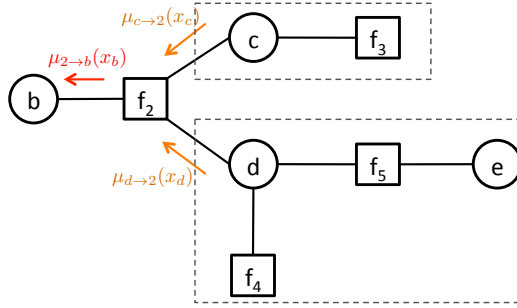 μ_{c→2}(x_c)
c
f_3
μ_{2→b}(x_b)
b
f_2
μ_{d→2}(x_d)
d
f_5
e
f_4